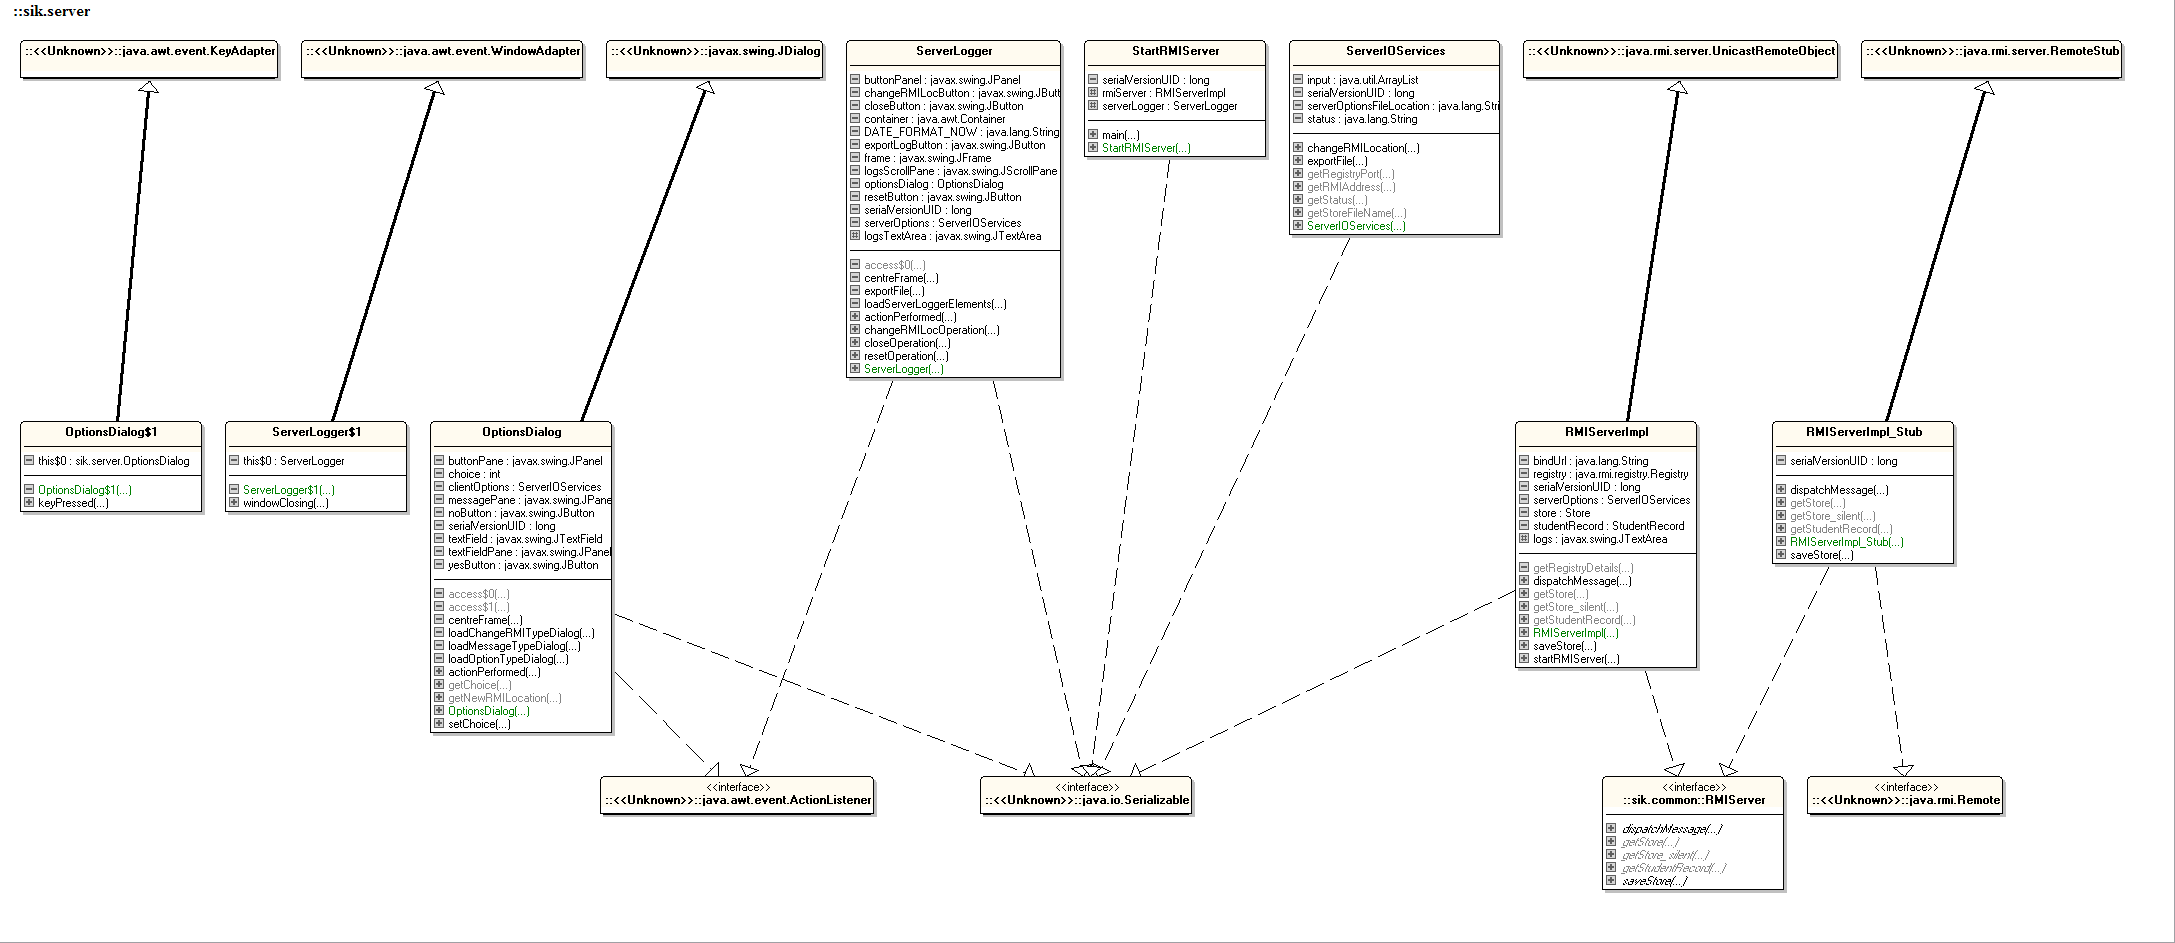 ::sik.server
::<<Unknown>>::java.awt.event.KeyAdapter
::<<Unknown>>::java.awt.event.WindowAdapter
::<<Unknown>>::javax.swing.JDialog
ServerLogger
buttonPanel : javax.swing.JPanel
changeRMILocButton : javax.swing.JButt
closeButton : javax.swing.JButton
container : java.awt.Container
DATE_FORMAT_NOW : java.lang.String
exportLogButton : javax.swing.JButton
frame : javax.swing.JFrame
logsScrollPane : javax.swing.JScrollPane
optionsDialog : OptionsDialog
resetButton : javax.swing.JButton
serialVersionUID : long
serverOptions : ServerIOServices
logsTextArea : javax.swing.JTextArea
access$0(...)
centreFrame(...)
exportFile(...)
loadServerLoggerElements(...)
actionPerformed(...)
changeRMILocOperation(...)
closeOperation(...)
resetOperation(...)
ServerLogger(...)
StartRMIServer
serialVersionUID : long
rmiServer : RMIServerImpl
serverLogger : ServerLogger
main(...)
StartRMIServer(...)
ServerIOServices
input : java.util.ArrayList
serialVersionUID : long
serverOptionsFileLocation : java.lang.Stri
status : java.lang.String
changeRMILocation(...)
exportFile(...)
getRegistryPort(...)
getRMIAddress(...)
getStatus(...)
getStoreFileName(...)
ServerIOServices(...)
::<<Unknown>>::java.rmi.server.UnicastRemoteObject
::<<Unknown>>::java.rmi.server.RemoteStub
OptionsDialog$1
this$0 : sik.server.OptionsDialog
OptionsDialog$1(...)
keyPressed(...)
ServerLogger$1
this$0 : ServerLogger
ServerLogger$1(...)
windowClosing(...)
OptionsDialog
buttonPane : javax.swing.JPanel
choice : int
clientOptions : ServerIOServices
messagePane : javax.swing.JPane
noButton : javax.swing.JButton
serialVersionUID : long
textField : javax.swing.JTextField
textFieldPane : javax.swing.JPanel
yesButton : javax.swing.JButton
access$0(...)
access$1(...)
centreFrame(...)
loadChangeRMITypeDialog(...)
loadMessageTypeDialog(...)
loadOptionTypeDialog(...)
actionPerformed(...)
getChoice(...)
getNewRMILocation(...)
OptionsDialog(...)
setChoice(...)
RMIServerImpl
bindUrl : java.lang.String
registry : java.rmi.registry.Registry
serialVersionUID : long
serverOptions : ServerIOServices
store : Store
studentRecord : StudentRecord
logs : javax.swing.JTextArea
getRegistryDetails(...)
dispatchMessage(...)
getStore(...)
getStore_silent(...)
getStudentRecord(...)
RMIServerImpl(...)
saveStore(...)
startRMIServer(...)
RMIServerImpl_Stub
serialVersionUID : long
dispatchMessage(...)
getStore(...)
getStore_silent(...)
getStudentRecord(...)
RMIServerImpl_Stub(...)
saveStore(...)
<<interface>>
::<<Unknown>>::java.awt.event.ActionListener
<<interface>>
::<<Unknown>>::java.io.Serializable
<<interface>>
::sik.common::RMIServer
dispatchMessage(...)
getStore(...)
getStore_silent(...)
getStudentRecord(...)
saveStore(...)
<<interface>>
::<<Unknown>>::java.rmi.Remote